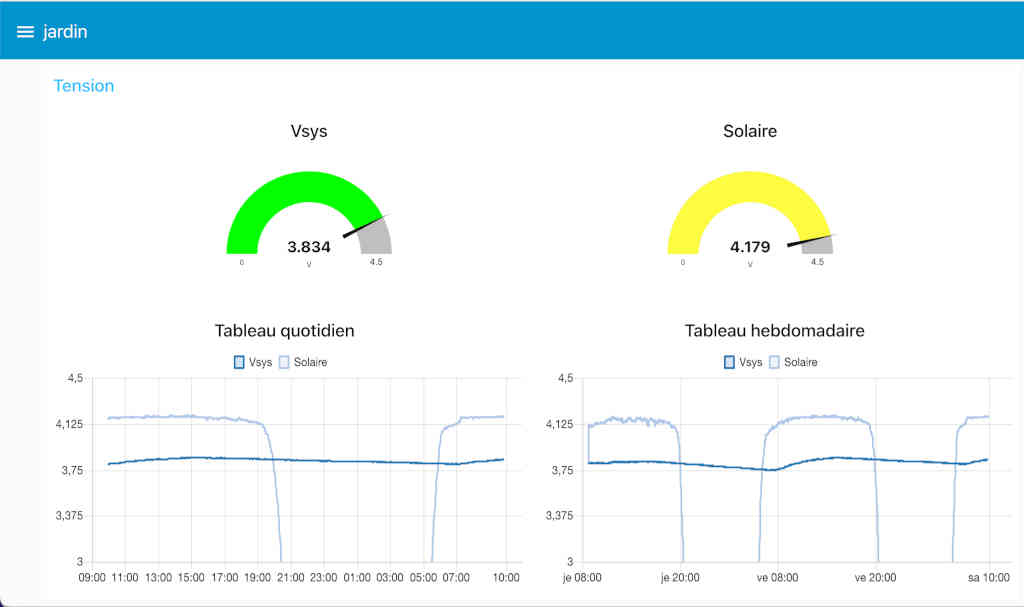 jardin
Tension
Vsys
Solaire
3.834
0 V 4.5
4.179
0 V 4.5
Tableau quotidien
Tableau hebdomadaire
Vsys Solaire
Vsys Solaire
4,5
4,125
3,75
3,375
3
09:00 11:00 13:00 15:00 17:00 19:00 21:00 23:00 01:00 03:00 05:00 07:00 10:00
4,5
4,125
3,75
3,375
3
je 08:00 je 20:00 ve 08:00 ve 20:00 sa 10:00